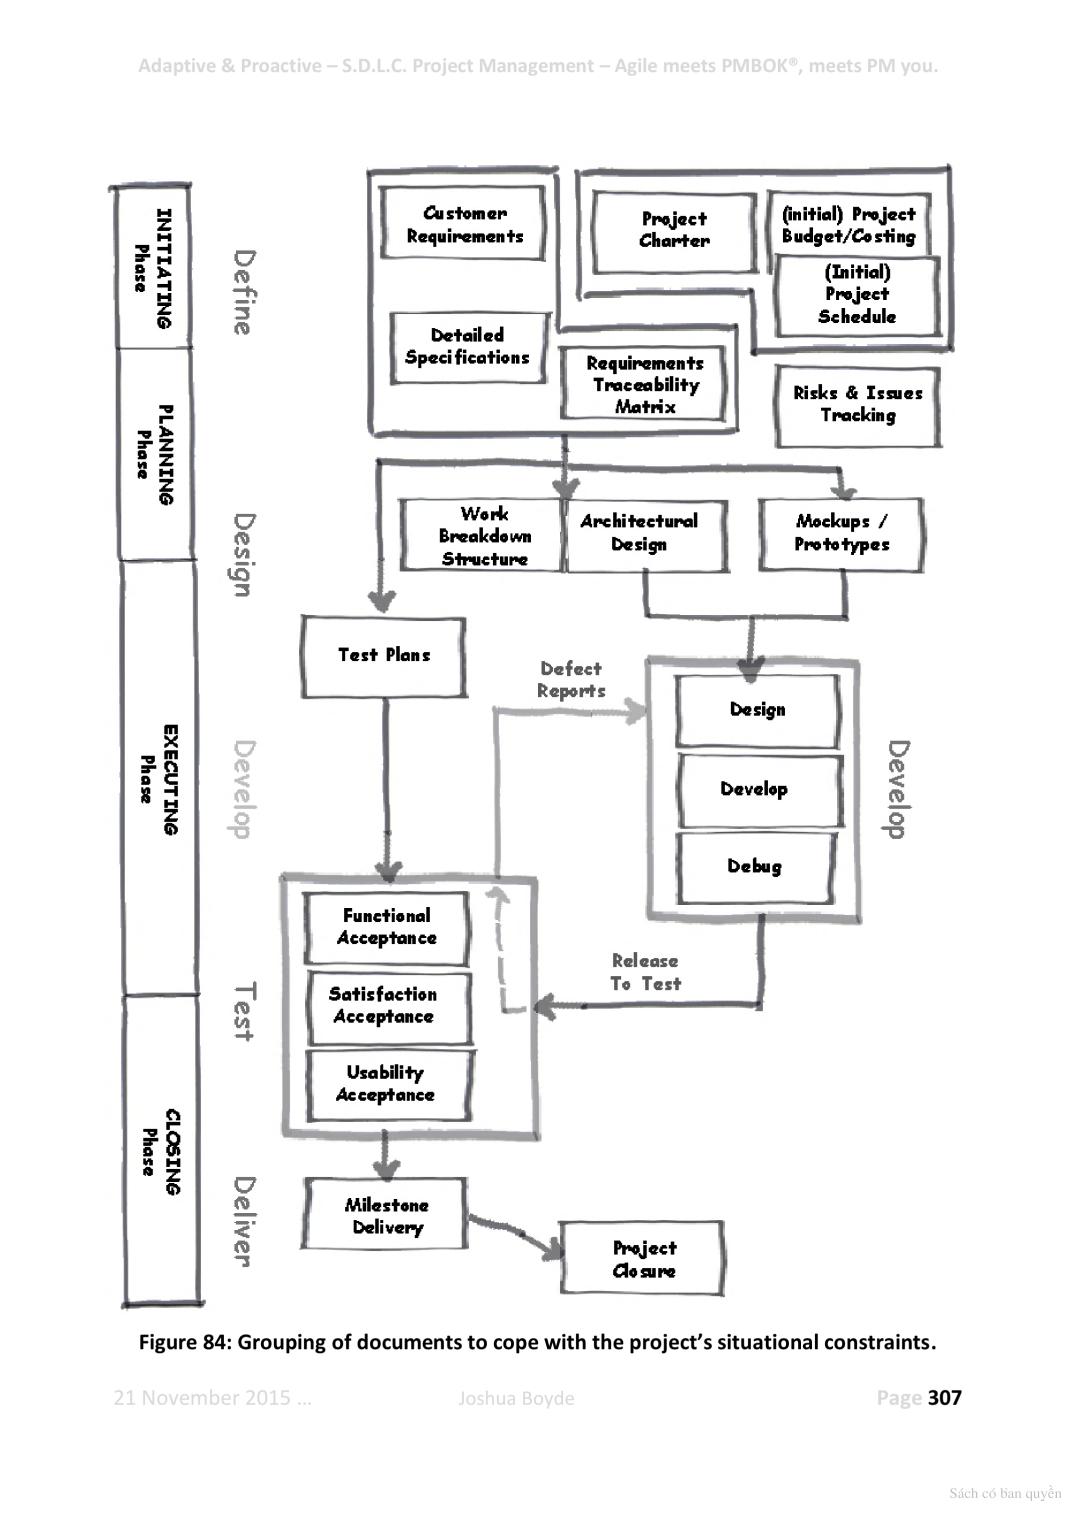 Adaptive & Proactive – S.D.L.C. Project Management – Agile meets PMBOK®, meets PM you.
INITIATING
Phase
PLANNING
Phase
EXECUTING
Phase
CLOSING
Phase
Define
Design
Develop
Test
Deliver
Customer
Requirements
Detailed
Specifications
Requirements
Traceability
Matrix
Project
Charter
(initial) Project
Budget/Costing
(Initial)
Project
Schedule
Risks & Issues
Tracking
Work
Breakdown
Structure
Architectural
Design
Mockups /
Prototypes
Test Plans
Defect
Reports
Design
Develop
Debug
Develop
Functional
Acceptance
Satisfaction
Acceptance
Usability
Acceptance
Release
To Test
Milestone
Delivery
Project
Closure
Figure 84: Grouping of documents to cope with the project’s situational constraints.
21 November 2015 ... Joshua Boyde Page 307
Sách có bản quyền